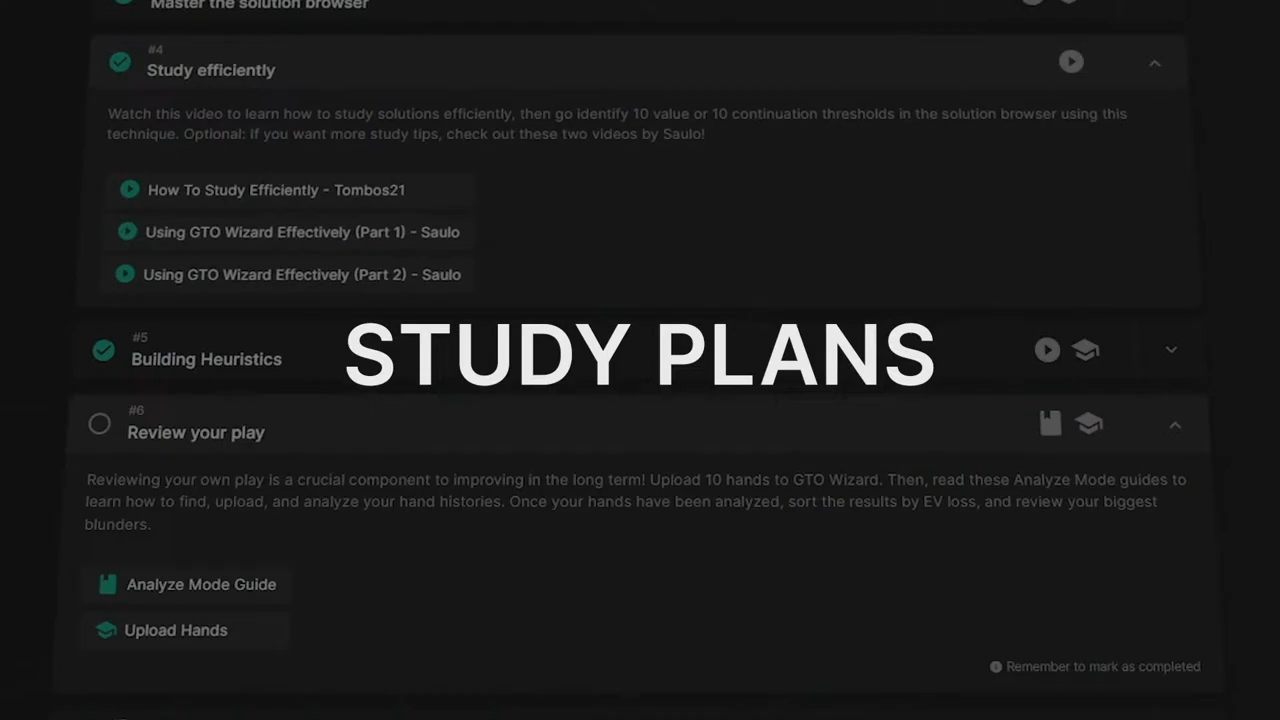 Master the solution browser
#4
Study efficiently
Watch this video to learn how to study solutions efficiently, then go identify 10 value or 10 continuation thresholds in the solution browser using this
technique. Optional: If you want more study tips, check out these two videos by Saulo!
How To Study Efficiently - Tombos21
Using GTO Wizard Effectively (Part 1) - Saulo
Using GTO Wizard Effectively (Part 2) - Saulo
STUDY PLANS
#5
Building Heuristics
#6
Review your play
Reviewing your own play is a crucial component to improving in the long term! Upload 10 hands to GTO Wizard. Then, read these Analyze Mode guides to
learn how to find, upload, and analyze your hand histories. Once your hands have been analyzed, sort the results by EV loss, and review your biggest
blunders.
Analyze Mode Guide
Upload Hands
Remember to mark as completed